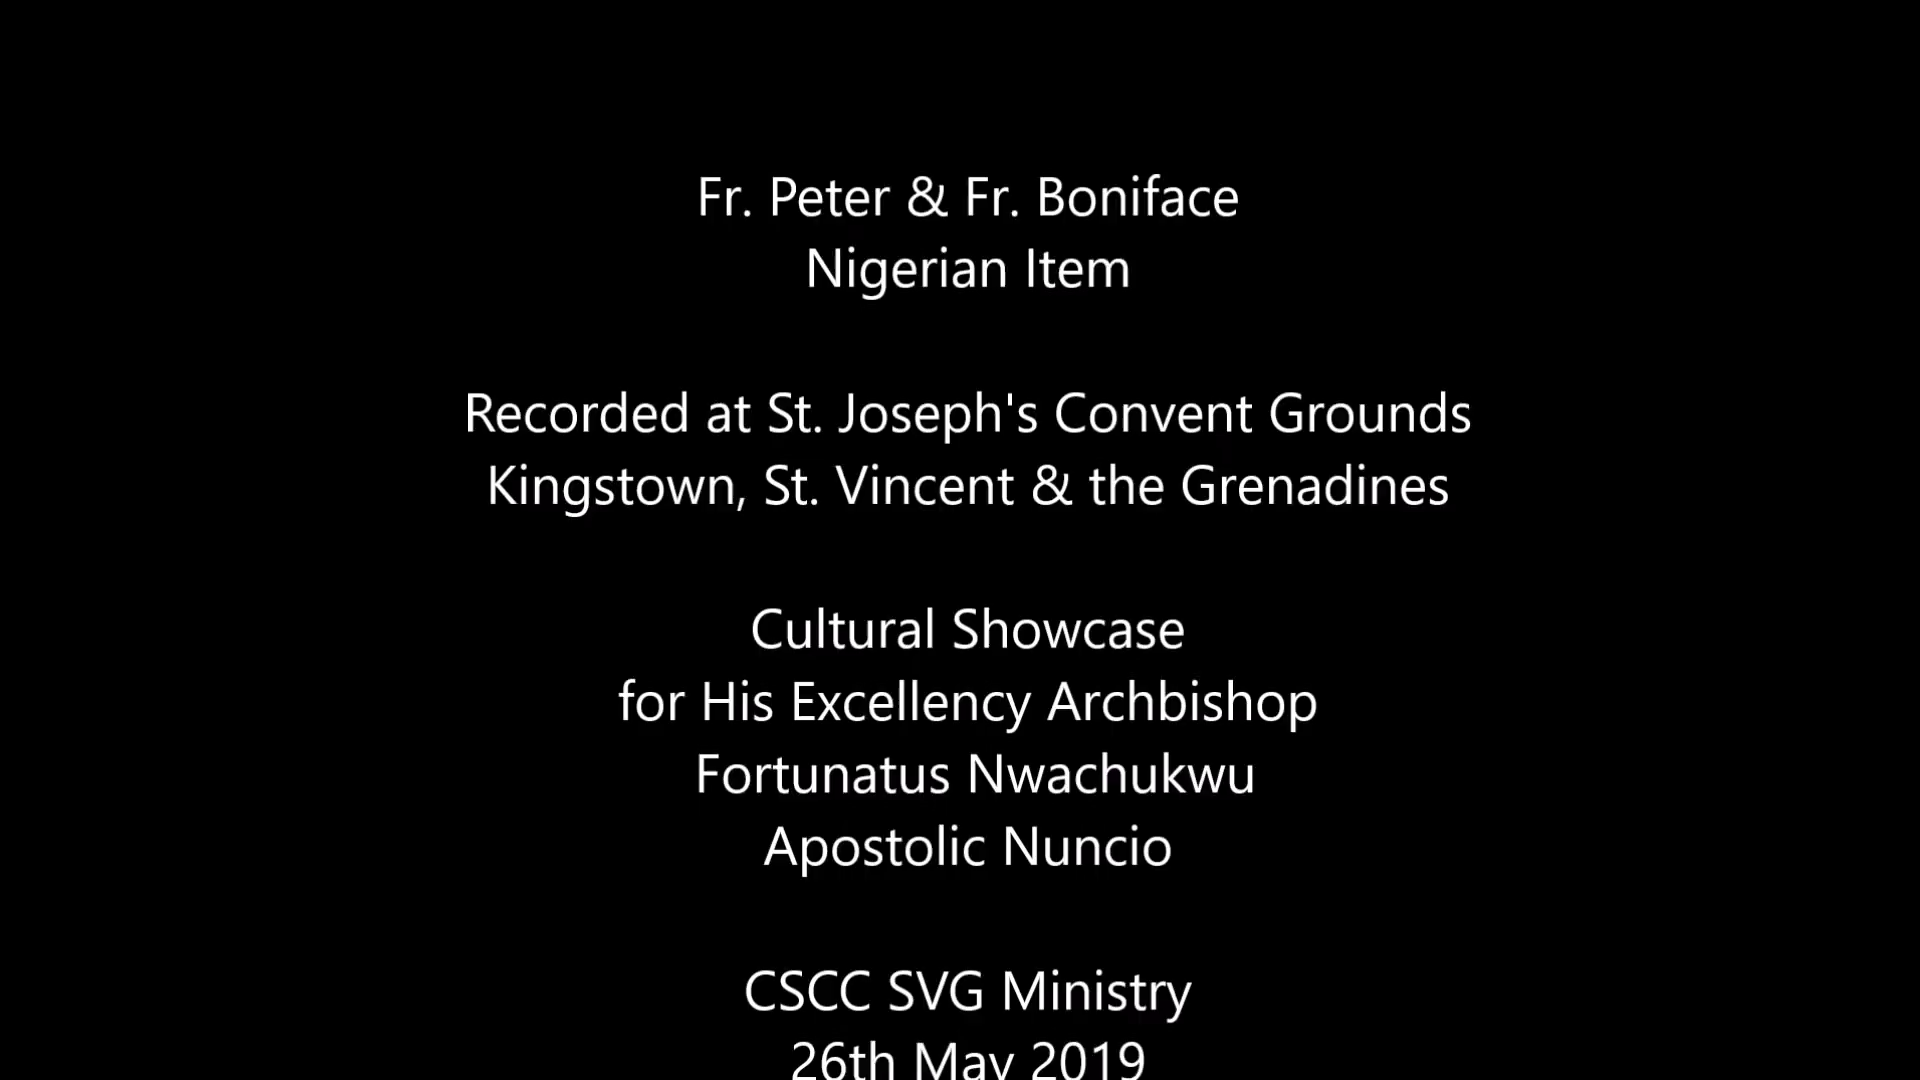 Fr. Peter & Fr. Boniface
Nigerian Item
Recorded at St. Joseph's Convent Grounds
Kingstown, St. Vincent & the Grenadines
Cultural Showcase
for His Excellency Archbishop
Fortunatus Nwachukwu
Apostolic Nuncio
CSCC SVG Ministry
26th May 2019